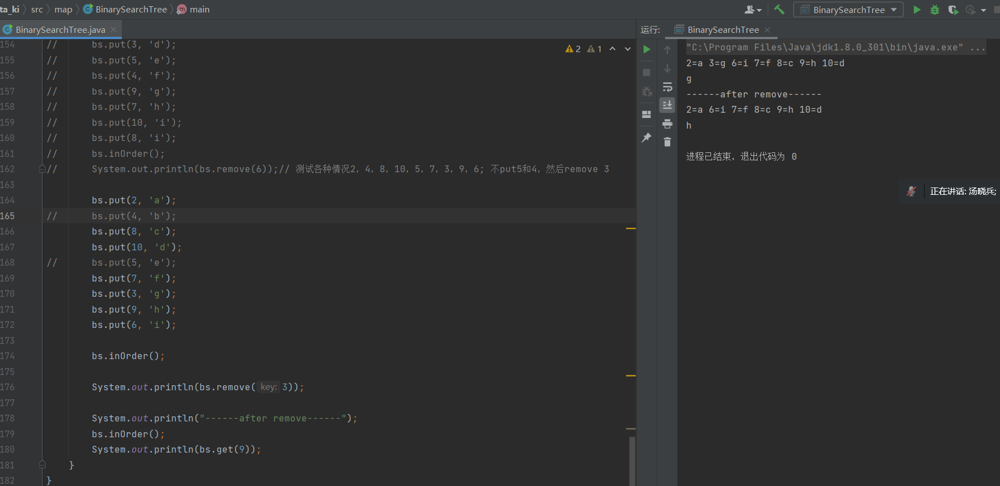 ta_ki 〉 src 〉 map 〉 BinarySearchTree 〉 m main
BinarySearchTree
BinarySearchTree.java ×
运行: BinarySearchTree ×
2 1
154 // bs.put(3, 'd');
155 // bs.put(5, 'e');
156 // bs.put(4, 'f');
157 // bs.put(9, 'g');
158 // bs.put(7, 'h');
159 // bs.put(10, 'i');
160 // bs.put(8, 'i');
161 // bs.inOrder();
162 // System.out.println(bs.remove(6));// 测试各种情况2，4，8，10，5，7，3，9，6; 不put5和4，然后remove 3
163
164 bs.put(2, 'a');
165 // bs.put(4, 'b');
166 bs.put(8, 'c');
167 bs.put(10, 'd');
168 // bs.put(5, 'e');
169 bs.put(7, 'f');
170 bs.put(3, 'g');
171 bs.put(9, 'h');
172 bs.put(6, 'i');
173
174 bs.inOrder();
175
176 System.out.println(bs.remove( key: 3));
177
178 System.out.println("------after remove------");
179 bs.inOrder();
180 System.out.println(bs.get(9));
181 }
182 }
"C:\Program Files\Java\jdk1.8.0_301\bin\java.exe" ...
2=a 3=g 6=i 7=f 8=c 9=h 10=d
g
------after remove------
2=a 6=i 7=f 8=c 9=h 10=d
h
进程已结束，退出代码为 0
正在讲话: 汤晓兵;